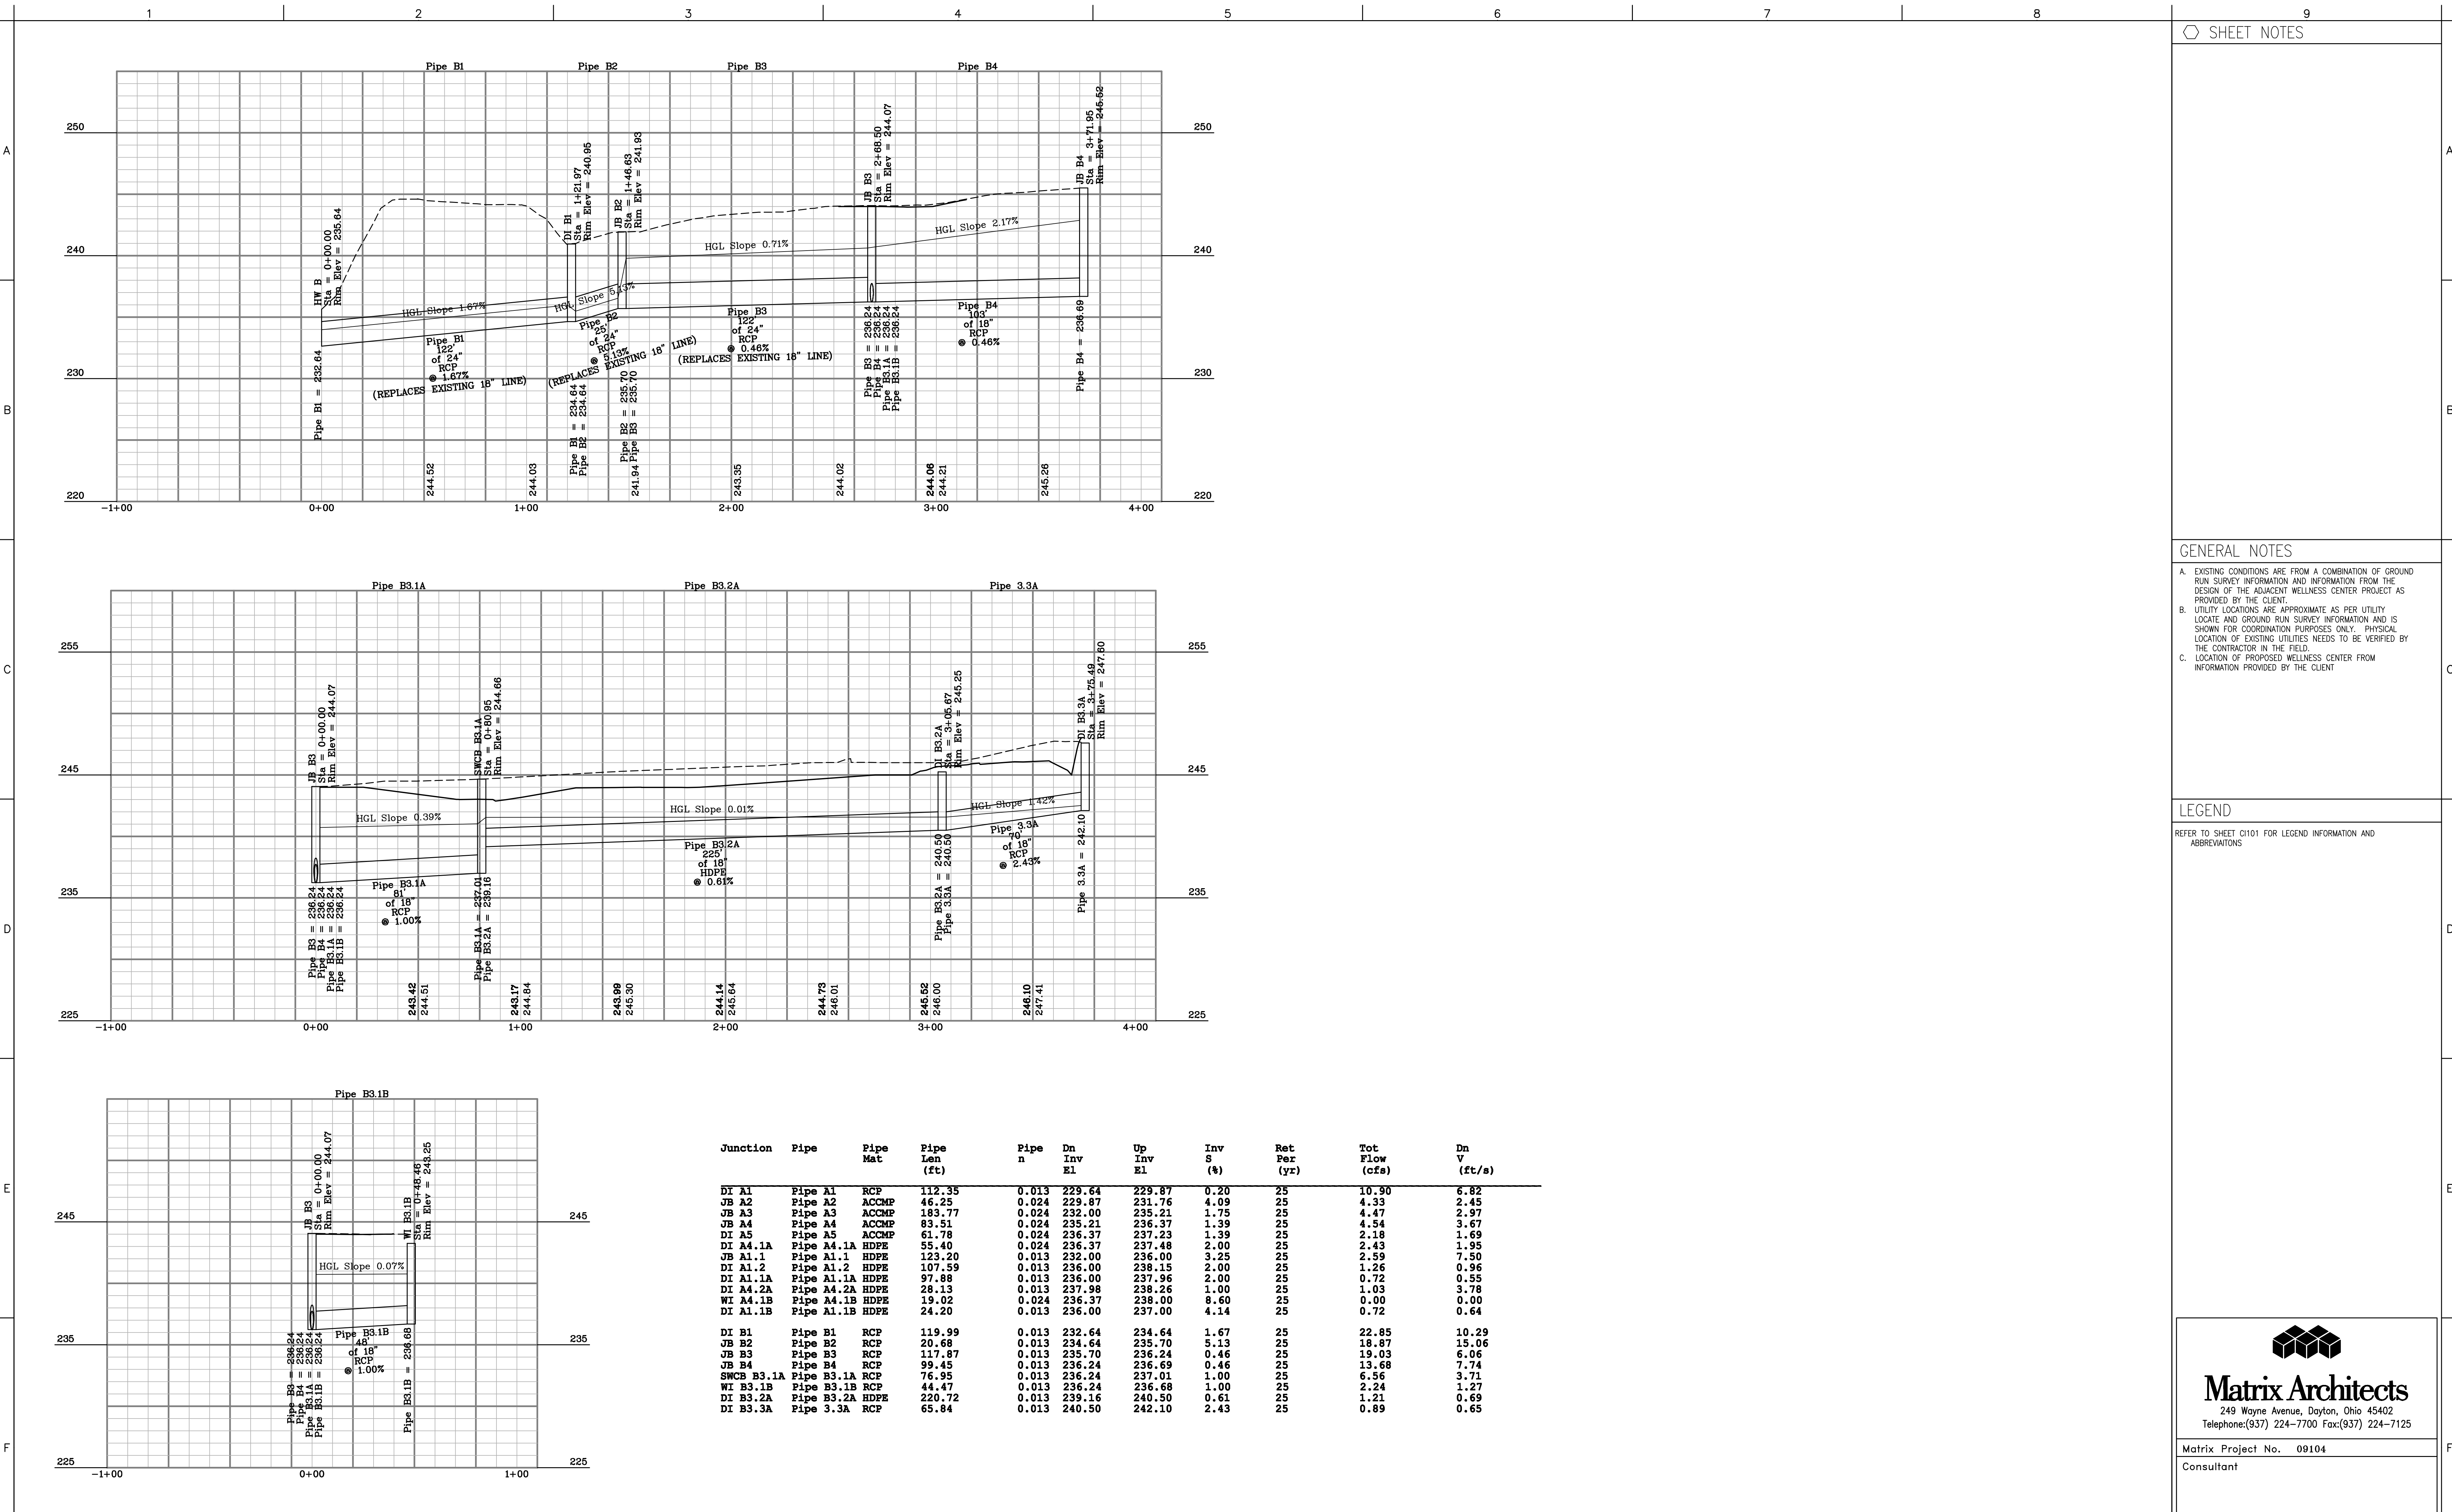 1 2 3 4 5 6 7 8 9
A
B
C
D
E
F
Pipe B1 Pipe B2 Pipe B3 Pipe B4
250 250
240 240
230 230
220 220
HW B
Sta = 0+00.00
Rim Elev = 235.64
DI B1
Sta = 1+21.97
Rim Elev = 240.95
JB B2
Sta = 1+46.63
Rim Elev = 241.93
JB B3
Sta = 2+68.50
Rim Elev = 244.07
JB B4
Sta = 3+71.95
Rim Elev = 245.52
HGL Slope 1.67%
HGL Slope 5.13%
HGL Slope 0.71%
HGL Slope 2.17%
Pipe B1
122'
of 24"
RCP
@ 1.67%
(REPLACES EXISTING 18" LINE)
Pipe B2
25'
of 24"
RCP
@ 5.13%
(REPLACES EXISTING 18" LINE)
Pipe B3
122'
of 24"
RCP
@ 0.46%
(REPLACES EXISTING 18" LINE)
Pipe B4
103'
of 18"
RCP
@ 0.46%
Pipe B1 = 232.64
Pipe B1 = 234.64
Pipe B2 = 234.64
Pipe B2 = 235.70
Pipe B3 = 235.70
Pipe B3 = 236.24
Pipe B4 = 236.24
Pipe B3.1A = 236.24
Pipe B3.1B = 236.24
Pipe B4 = 236.69
244.52
244.03
241.94
243.35
244.02
244.06
244.21
245.26
-1+00 0+00 1+00 2+00 3+00 4+00
Pipe B3.1A Pipe B3.2A Pipe 3.3A
255 255
245 245
235 235
225 225
JB B3
Sta = 0+00.00
Rim Elev = 244.07
SWCB B3.1A
Sta = 0+80.95
Rim Elev = 244.66
DI B3.2A
Sta = 3+05.67
Rim Elev = 245.25
DI B3.3A
Sta = 3+75.49
Rim Elev = 247.60
HGL Slope 0.39%
HGL Slope 0.01%
HGL Slope 1.42%
Pipe B3.1A
81'
of 18"
RCP
@ 1.00%
Pipe B3.2A
225'
of 18"
HDPE
@ 0.61%
Pipe 3.3A
70'
of 18"
RCP
@ 2.43%
Pipe B3 = 236.24
Pipe B4 = 236.24
Pipe B3.1A = 236.24
Pipe B3.1B = 236.24
Pipe B3.1A = 237.01
Pipe B3.2A = 239.16
Pipe B3.2A = 240.50
Pipe 3.3A = 240.50
Pipe 3.3A = 242.10
243.42
244.51
243.17
244.84
243.99
245.30
244.14
245.64
244.73
246.01
245.52
246.00
246.10
247.41
-1+00 0+00 1+00 2+00 3+00 4+00
Pipe B3.1B
245 245
235 235
225 225
JB B3
Sta = 0+00.00
Rim Elev = 244.07
WI B3.1B
Sta = 0+48.46
Rim Elev = 243.25
HGL Slope 0.07%
Pipe B3.1B
48'
of 18"
RCP
@ 1.00%
Pipe B3 = 236.24
Pipe B4 = 236.24
Pipe B3.1A = 236.24
Pipe B3.1B = 236.24
Pipe B3.1B = 236.68
-1+00 0+00 1+00
Junction Pipe Pipe Pipe Pipe Dn Up Inv Ret Tot Dn
Mat Len n Inv Inv S Per Flow V
(ft) El El (%) (yr) (cfs) (ft/s)
DI A1 Pipe A1 RCP 112.35 0.013 229.64 229.87 0.20 25 10.90 6.82
JB A2 Pipe A2 ACCMP 46.25 0.024 229.87 231.76 4.09 25 4.33 2.45
JB A3 Pipe A3 ACCMP 183.77 0.024 232.00 235.21 1.75 25 4.47 2.97
JB A4 Pipe A4 ACCMP 83.51 0.024 235.21 236.37 1.39 25 4.54 3.67
DI A5 Pipe A5 ACCMP 61.78 0.024 236.37 237.23 1.39 25 2.18 1.69
DI A4.1A Pipe A4.1A HDPE 55.40 0.024 236.37 237.48 2.00 25 2.43 1.95
JB A1.1 Pipe A1.1 HDPE 123.20 0.013 232.00 236.00 3.25 25 2.59 7.50
DI A1.2 Pipe A1.2 HDPE 107.59 0.013 236.00 238.15 2.00 25 1.26 0.96
DI A1.1A Pipe A1.1A HDPE 97.88 0.013 236.00 237.96 2.00 25 0.72 0.55
DI A4.2A Pipe A4.2A HDPE 28.13 0.013 237.98 238.26 1.00 25 1.03 3.78
WI A4.1B Pipe A4.1B HDPE 19.02 0.024 236.37 238.00 8.60 25 0.00 0.00
DI A1.1B Pipe A1.1B HDPE 24.20 0.013 236.00 237.00 4.14 25 0.72 0.64
DI B1 Pipe B1 RCP 119.99 0.013 232.64 234.64 1.67 25 22.85 10.29
JB B2 Pipe B2 RCP 20.68 0.013 234.64 235.70 5.13 25 18.87 15.06
JB B3 Pipe B3 RCP 117.87 0.013 235.70 236.24 0.46 25 19.03 6.06
JB B4 Pipe B4 RCP 99.45 0.013 236.24 236.69 0.46 25 13.68 7.74
SWCB B3.1A Pipe B3.1A RCP 76.95 0.013 236.24 237.01 1.00 25 6.56 3.71
WI B3.1B Pipe B3.1B RCP 44.47 0.013 236.24 236.68 1.00 25 2.24 1.27
DI B3.2A Pipe B3.2A HDPE 220.72 0.013 239.16 240.50 0.61 25 1.21 0.69
DI B3.3A Pipe 3.3A RCP 65.84 0.013 240.50 242.10 2.43 25 0.89 0.65
SHEET NOTES
GENERAL NOTES
A. EXISTING CONDITIONS ARE FROM A COMBINATION OF GROUND
RUN SURVEY INFORMATION AND INFORMATION FROM THE
DESIGN OF THE ADJACENT WELLNESS CENTER PROJECT AS
PROVIDED BY THE CLIENT.
B. UTILITY LOCATIONS ARE APPROXIMATE AS PER UTILITY
LOCATE AND GROUND RUN SURVEY INFORMATION AND IS
SHOWN FOR COORDINATION PURPOSES ONLY. PHYSICAL
LOCATION OF EXISTING UTILITIES NEEDS TO BE VERIFIED BY
THE CONTRACTOR IN THE FIELD.
C. LOCATION OF PROPOSED WELLNESS CENTER FROM
INFORMATION PROVIDED BY THE CLIENT
LEGEND
REFER TO SHEET CI101 FOR LEGEND INFORMATION AND
ABBREVIAITONS
Matrix Architects
249 Wayne Avenue, Dayton, Ohio 45402
Telephone:(937) 224-7700 Fax:(937) 224-7125
Matrix Project No. 09104
Consultant
A
B
C
D
E
F